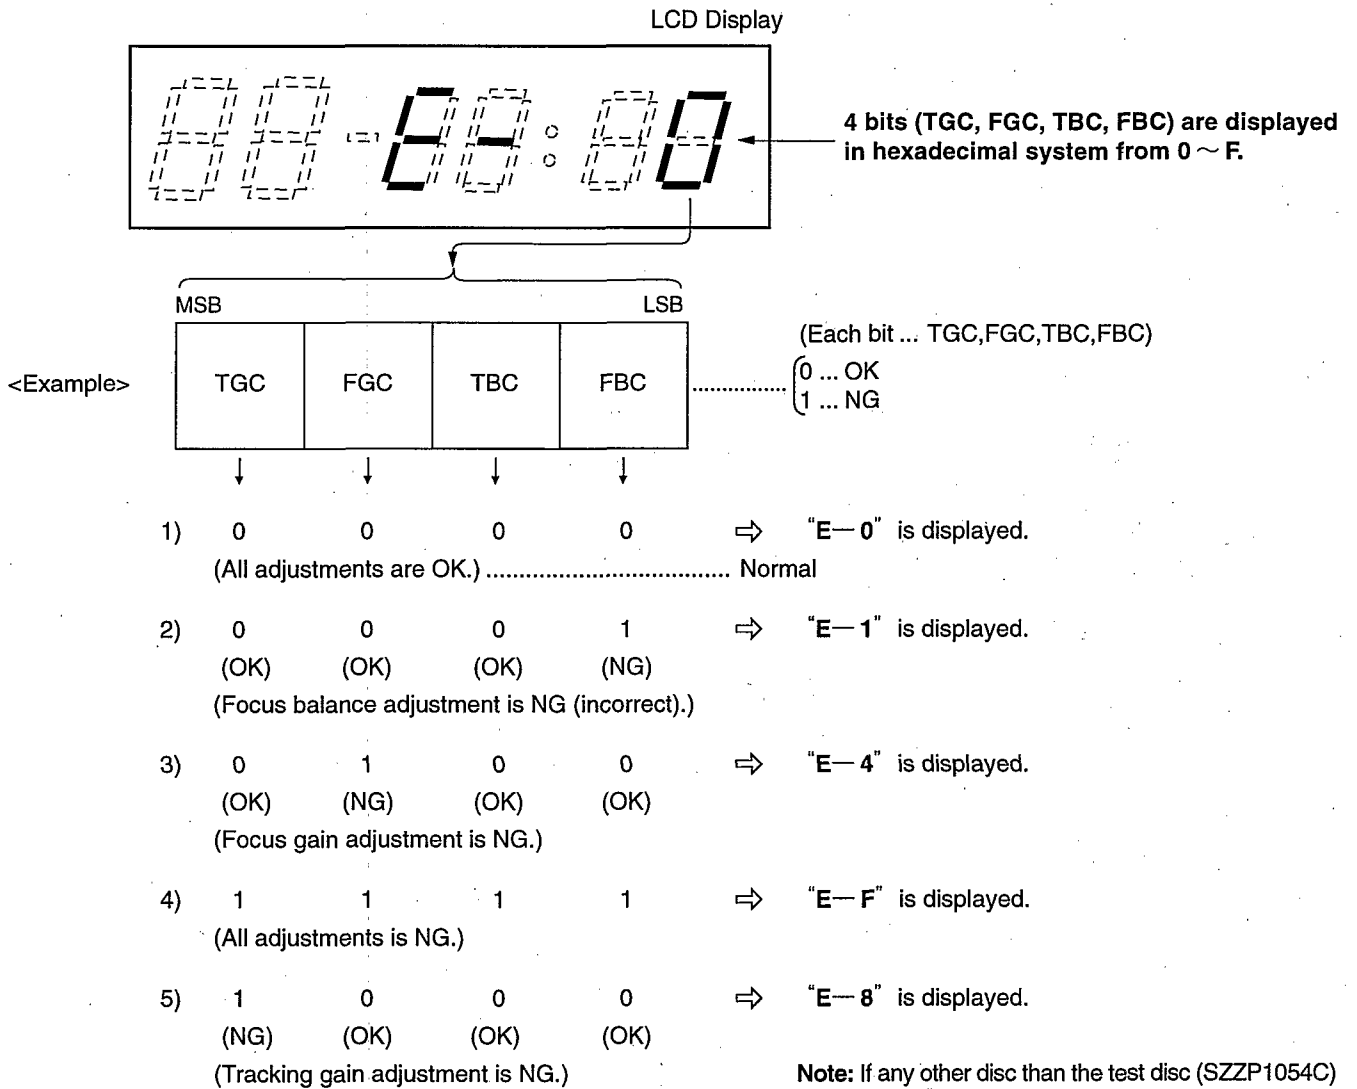 LCD Display
4 bits (TGC, FGC, TBC, FBC) are displayed
in hexadecimal system from 0 ~ F.
MSB LSB
(Each bit ... TGC,FGC,TBC,FBC)
<Example> TGC FGC TBC FBC ................ 0 ... OK
1 ... NG
1) 0 0 0 0 ⇨ "E— 0" is displayed.
(All adjustments are OK.) .................................... Normal
2) 0 0 0 1 ⇨ "E— 1" is displayed.
(OK) (OK) (OK) (NG)
(Focus balance adjustment is NG (incorrect).)
3) 0 1 0 0 ⇨ "E— 4" is displayed.
(OK) (NG) (OK) (OK)
(Focus gain adjustment is NG.)
4) 1 1 1 1 ⇨ "E— F" is displayed.
(All adjustments is NG.)
5) 1 0 0 0 ⇨ "E— 8" is displayed.
(NG) (OK) (OK) (OK)
(Tracking gain adjustment is NG.) Note: If any other disc than the test disc (SZZP1054C)